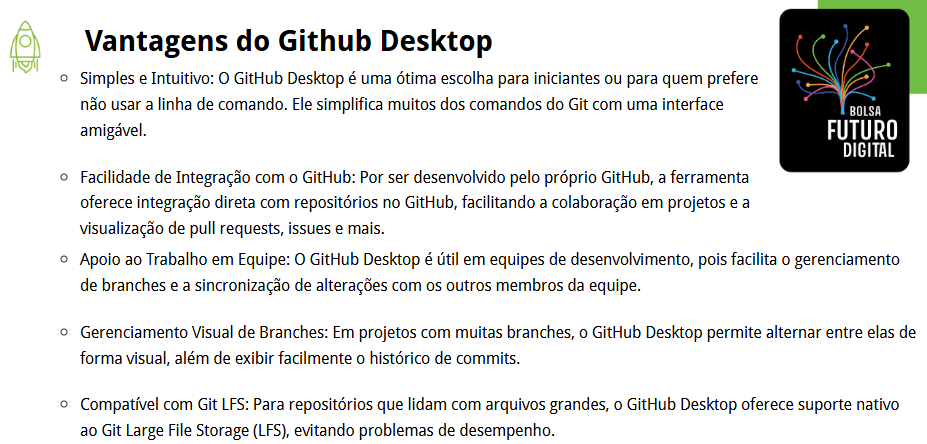 Vantagens do Github Desktop
Simples e Intuitivo: O GitHub Desktop é uma ótima escolha para iniciantes ou para quem prefere
não usar a linha de comando. Ele simplifica muitos dos comandos do Git com uma interface
amigável.
Facilidade de Integração com o GitHub: Por ser desenvolvido pelo próprio GitHub, a ferramenta
oferece integração direta com repositórios no GitHub, facilitando a colaboração em projetos e a
visualização de pull requests, issues e mais.
Apoio ao Trabalho em Equipe: O GitHub Desktop é útil em equipes de desenvolvimento, pois facilita o gerenciamento
de branches e a sincronização de alterações com os outros membros da equipe.
Gerenciamento Visual de Branches: Em projetos com muitas branches, o GitHub Desktop permite alternar entre elas de
forma visual, além de exibir facilmente o histórico de commits.
Compatível com Git LFS: Para repositórios que lidam com arquivos grandes, o GitHub Desktop oferece suporte nativo
ao Git Large File Storage (LFS), evitando problemas de desempenho.
BOLSA
FUTURO
DIGITAL